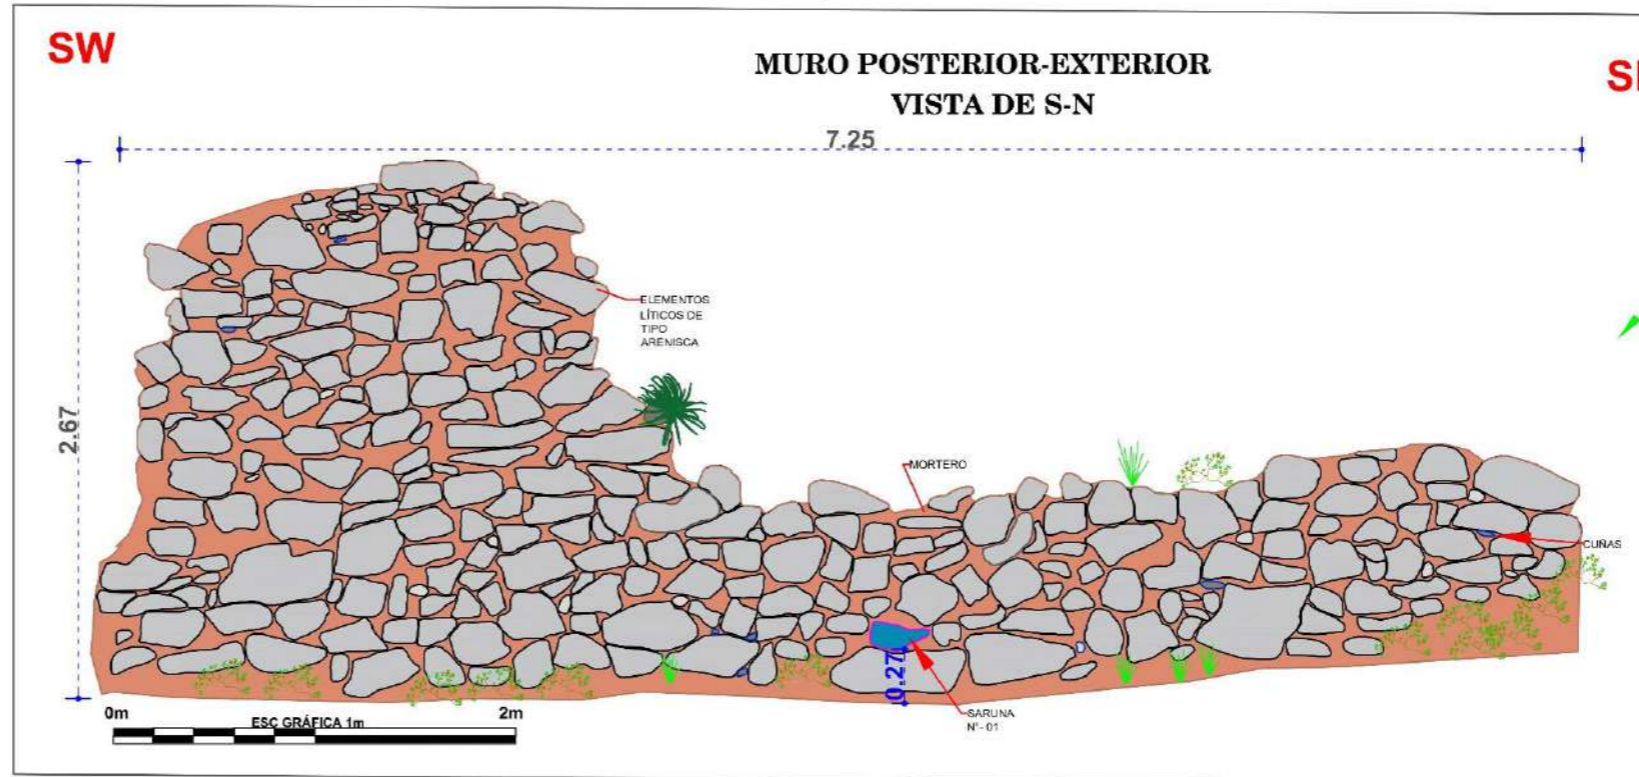 SW
MURO POSTERIOR-EXTERIOR
VISTA DE S-N
7.25
2.67
ELEMENTOS
LÍTICOS DE
TIPO
ARENISCA
MORTERO
CUÑAS
0.27
SARUNA
N°- 01
0m
ESC GRÁFICA 1m
2m